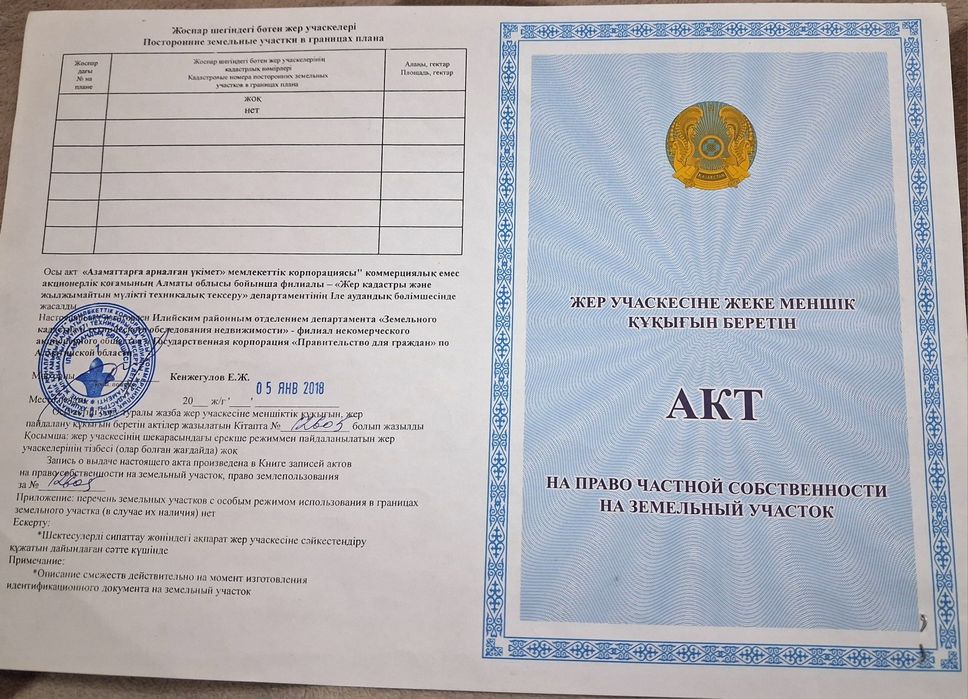 Жоспар шегіндегі бөтен жер учаскелері
Посторонние земельные участки в границах плана
Жоспар
дағы
№ на
плане
Жоспар шегіндегі бөтен жер учаскелерінің
кадастрлық нөмірлері
Кадастровые номера посторонних земельных
участков в границах плана
Алаңы, гектар
Площадь, гектар
жоқ
нет
Осы акт «Азаматтарға арналған үкімет» мемлекеттік корпорациясы" коммерциялық емес
акционерлік қоғамының Алматы облысы бойынша филиалы – «Жер кадастры және
жылжымайтын мүлікті техникалық тексеру» департаментінің Іле аудандық бөлімшесінде
жасалды
Илийским районным отделением департамента «Земельного
обследования недвижимости» - филиал некоммерческого
Государственная корпорация «Правительство для граждан» по
Алматинской области
Кенжегулов Е.Ж.
05 ЯНВ 2018
20 ж/г
туралы жазба жер учаскесіне меншіктік құқығын, жер
пайдалану құқығын беретін актілер жазылатын Кітапта № болып жазылды
Қосымша: жер учаскесінің шекарасындағы ерекше режиммен пайдаланылатын жер
учаскелерінің тізбесі (олар болған жағдайда) жоқ
Запись о выдаче настоящего акта произведена в Книге записей актов
на право собственности на земельный участок, право землепользования
за №
Приложение: перечень земельных участков с особым режимом использования в границах
земельного участка (в случае их наличия) нет
Ескерту:
*Шектесулерді сипаттау жөніндегі ақпарат жер учаскесіне сәйкестендіру
құжатын дайындаған сәтте күшінде
Примечание:
*Описание смежеств действительно на момент изготовления
идентификационного документа на земельный участок
ҚАЗАҚСТАН
ЖЕР УЧАСКЕСІНЕ ЖЕКЕ МЕНШІК
ҚҰҚЫҒЫН БЕРЕТІН
АКТ
НА ПРАВО ЧАСТНОЙ СОБСТВЕННОСТИ
НА ЗЕМЕЛЬНЫЙ УЧАСТОК